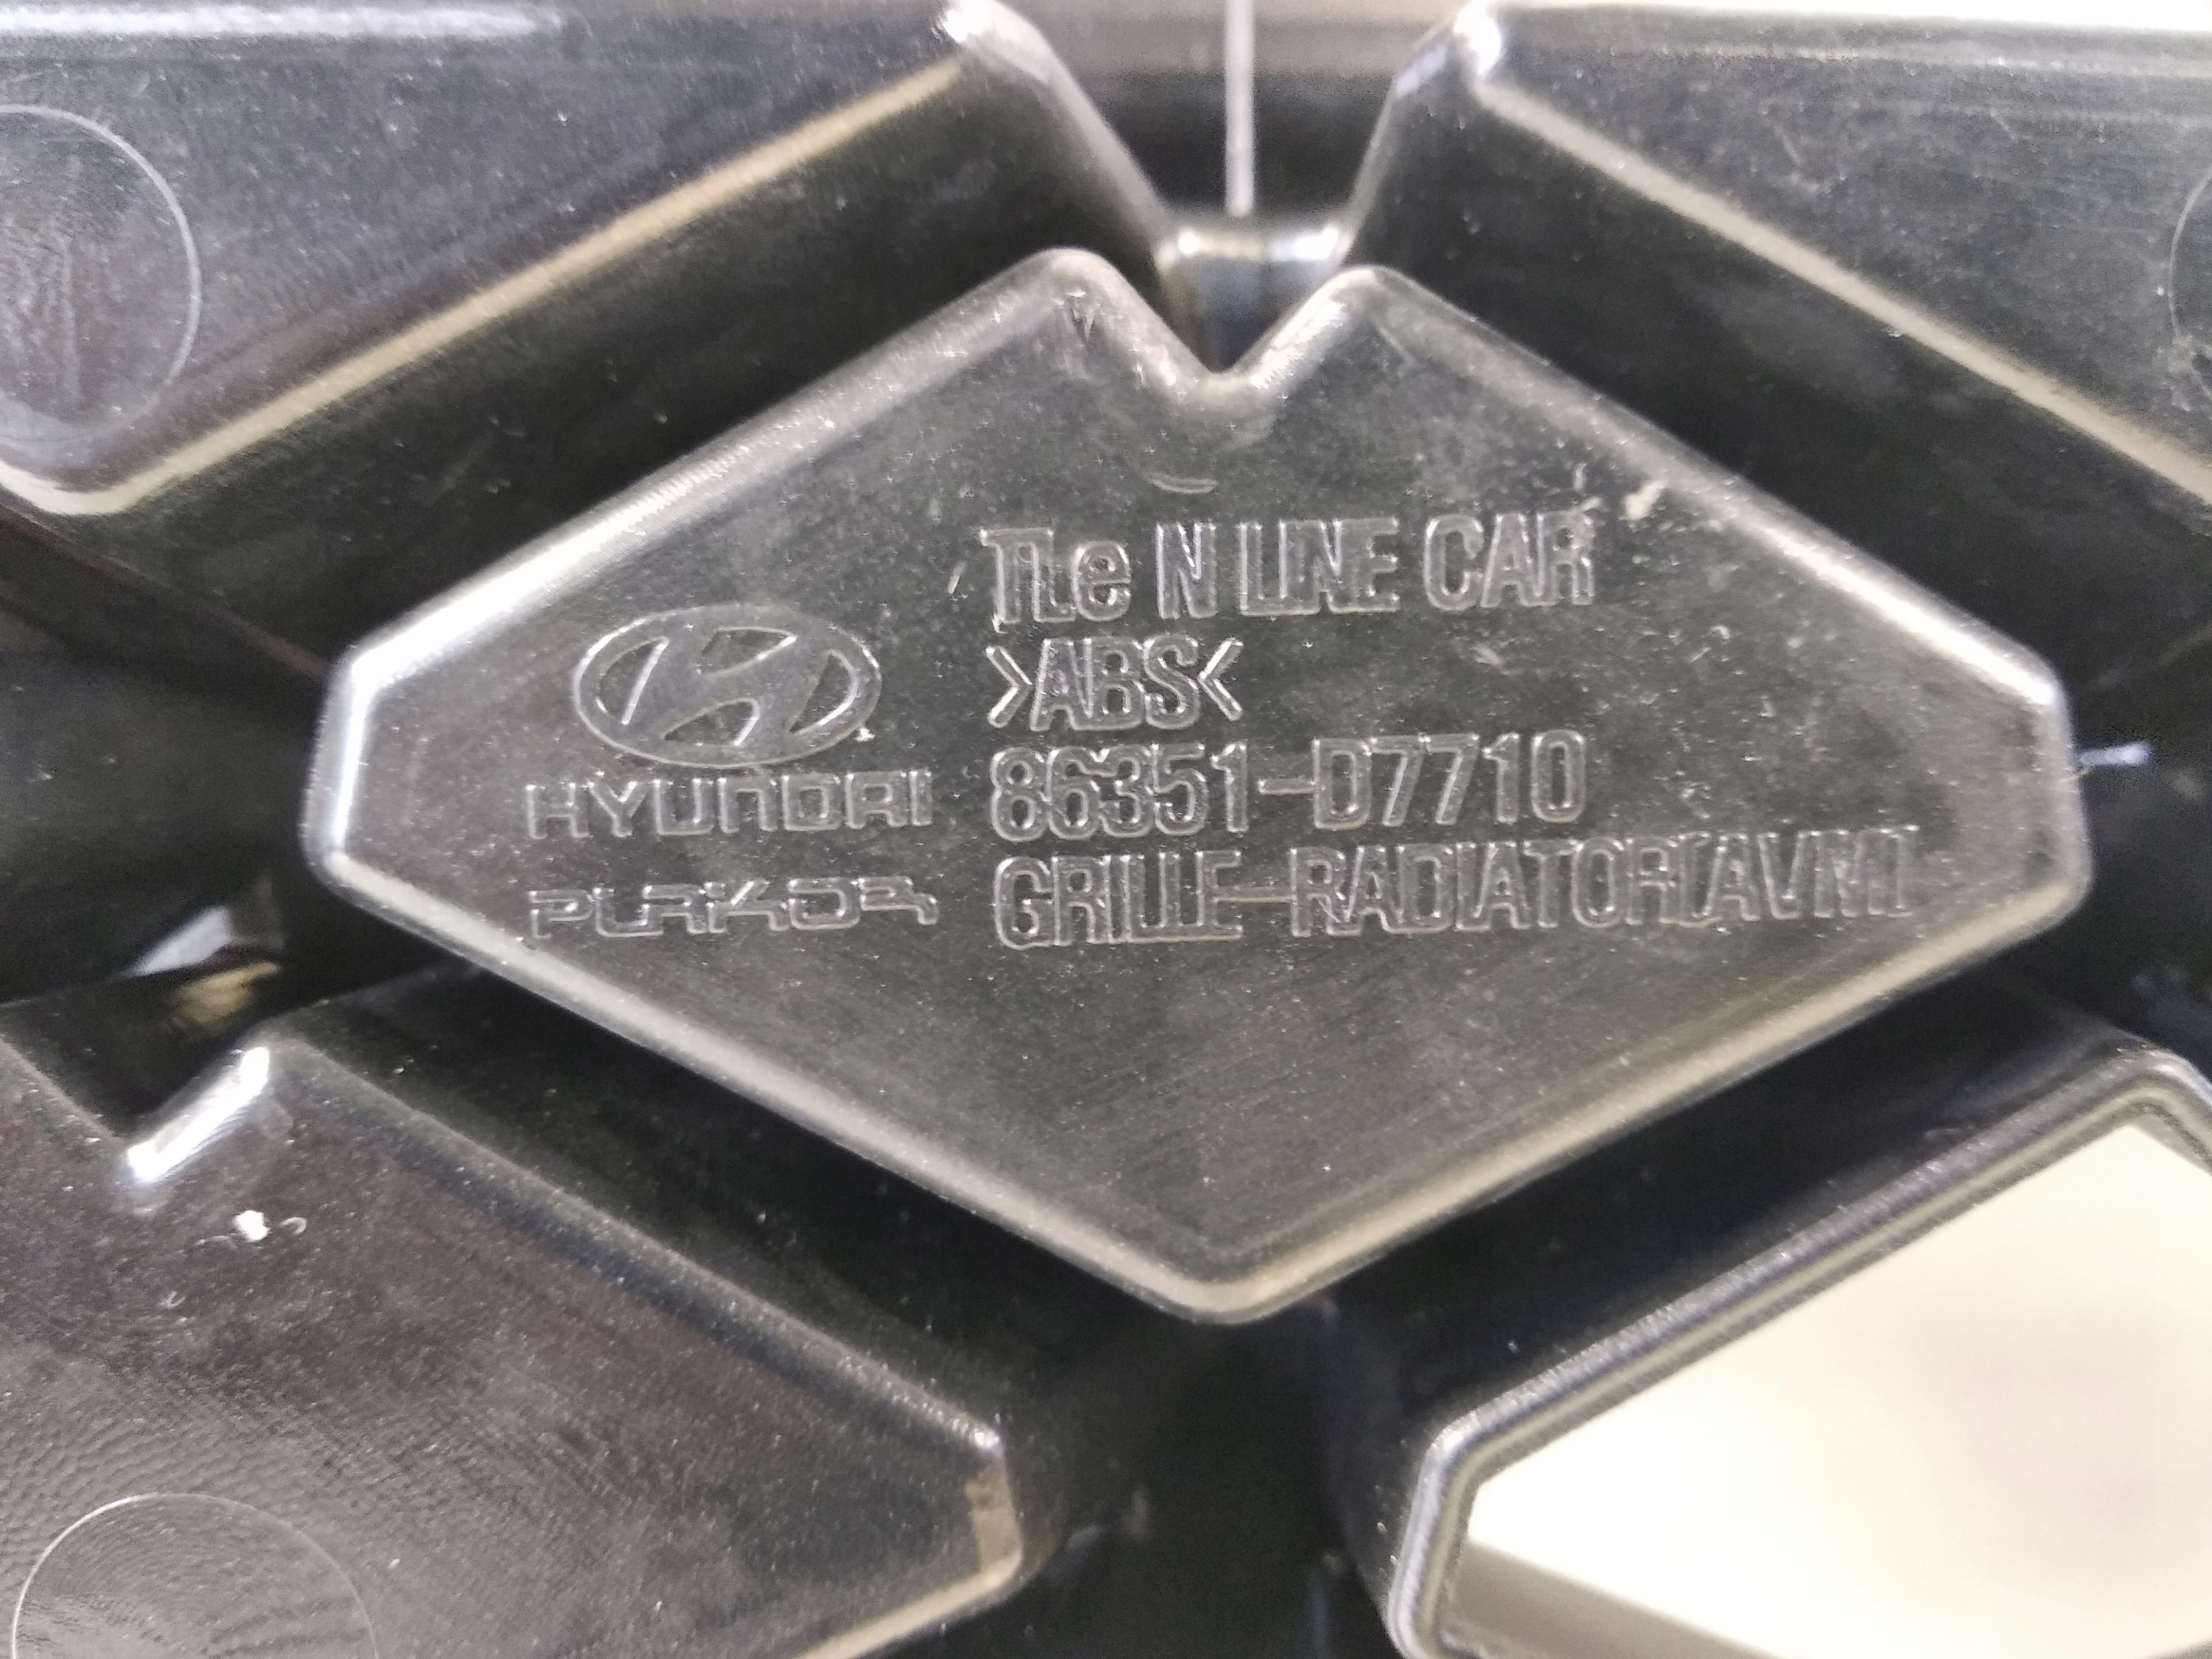 TLe N LINE CAR
>ABS<
86351-D7710
HYUNDAI
GRILLE-RADIATOR(AVM)
PLAKOR